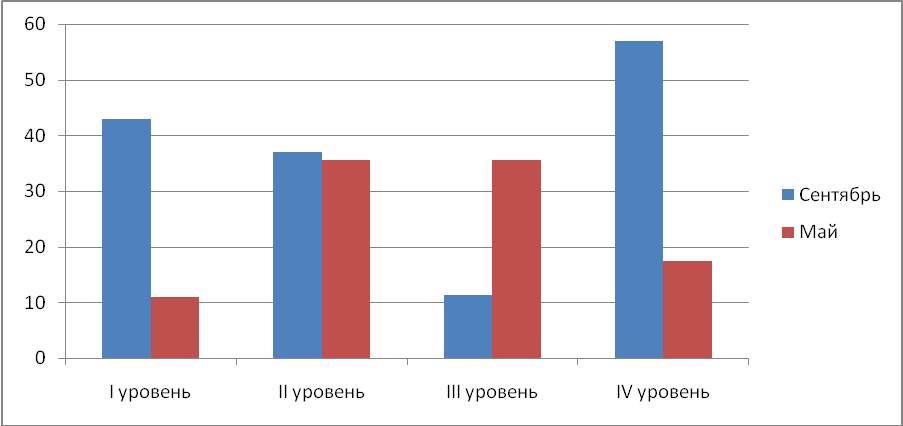 60
50
40
30
20
10
0
I уровень
II уровень
III уровень
IV уровень
Сентябрь
Май